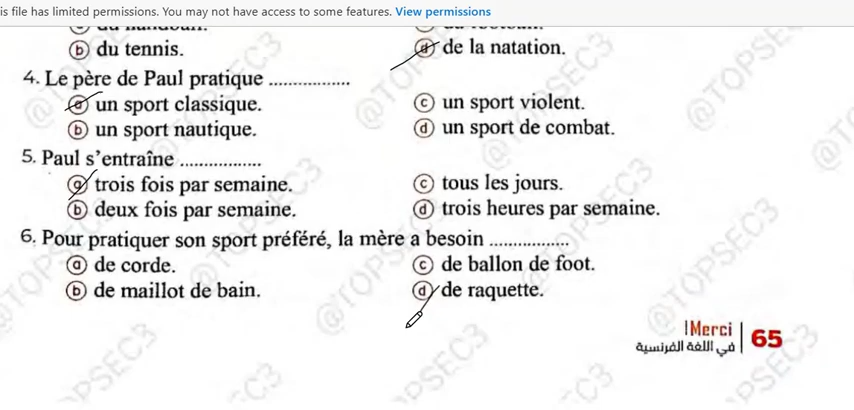 is file has limited permissions. You may not have access to some features. View permissions
ⓑ du tennis.
ⓓ de la natation.
4. Le père de Paul pratique ................
ⓐ un sport classique.
ⓒ un sport violent.
ⓑ un sport nautique.
ⓓ un sport de combat.
5. Paul s’entraîne ................
ⓐ trois fois par semaine.
ⓒ tous les jours.
ⓑ deux fois par semaine.
ⓓ trois heures par semaine.
6. Pour pratiquer son sport préféré, la mère a besoin ................
ⓐ de corde.
ⓒ de ballon de foot.
ⓑ de maillot de bain.
ⓓ de raquette.
!Merci
في اللغة الفرنسية
65
@TOPSEC3